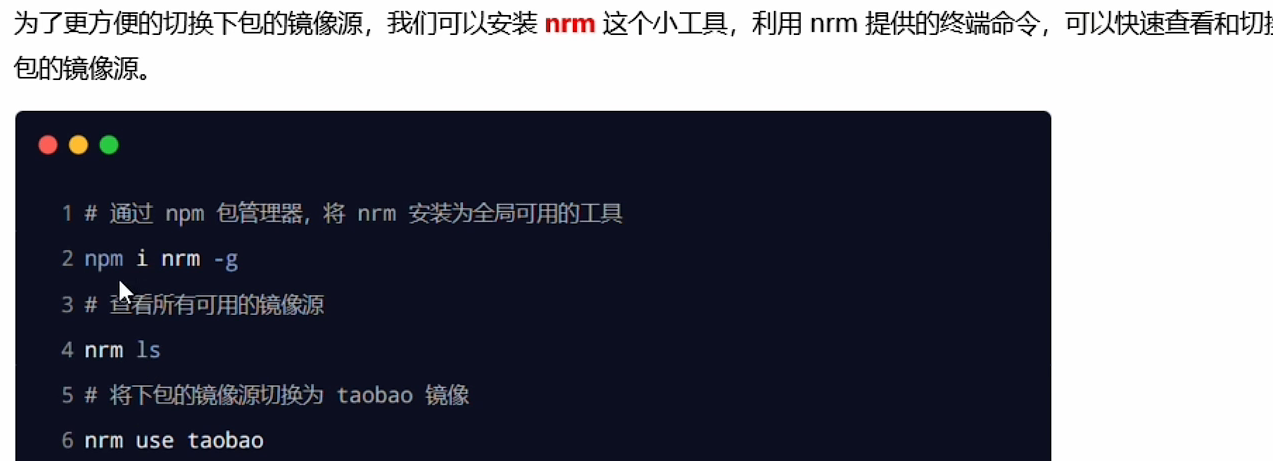 为了更方便的切换下包的镜像源，我们可以安装 nrm 这个小工具，利用 nrm 提供的终端命令，可以快速查看和切换
包的镜像源。
1 # 通过 npm 包管理器，将 nrm 安装为全局可用的工具
2 npm i nrm -g
3 # 查看所有可用的镜像源
4 nrm ls
5 # 将下包的镜像源切换为 taobao 镜像
6 nrm use taobao